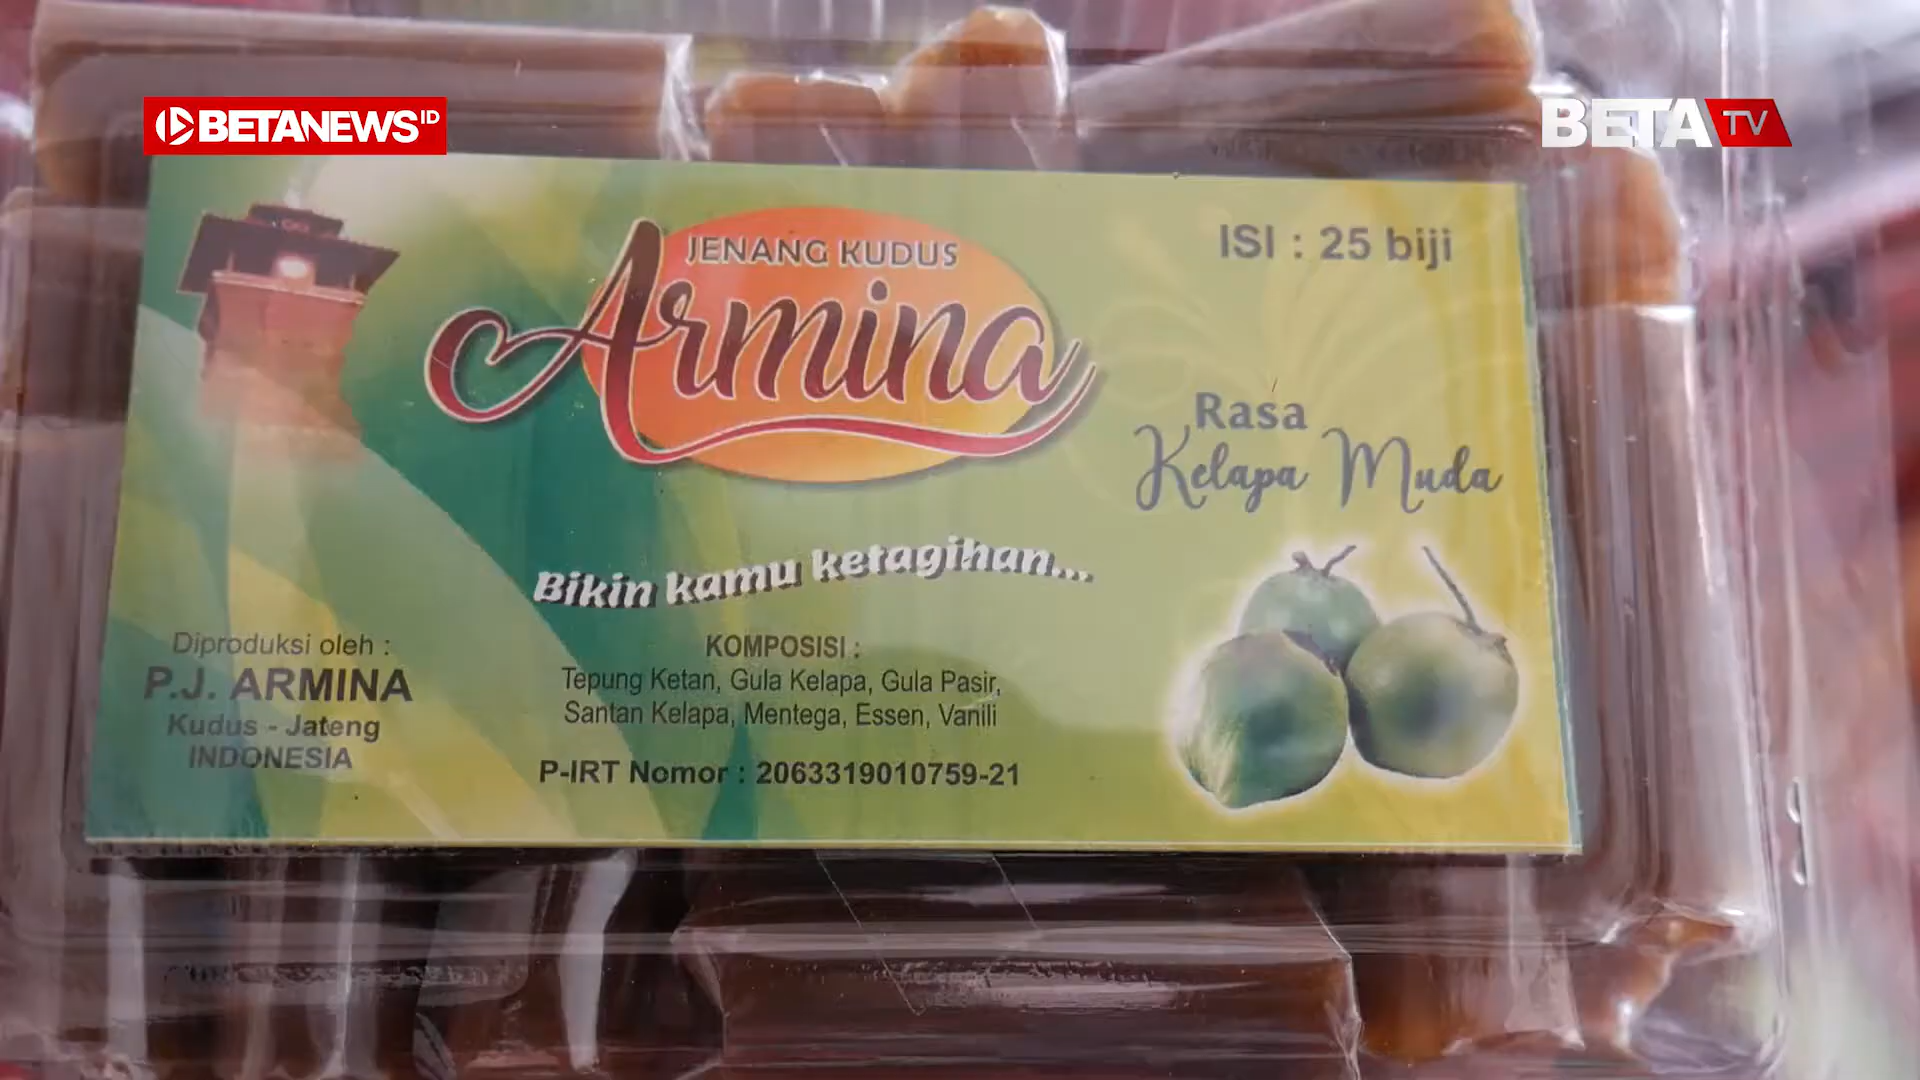 BETANEWS ID
BETA TV
JENANG KUDUS
Armina
ISI : 25 biji
Rasa
Kelapa Muda
Bikin kamu ketagihan...
Diproduksi oleh :
P.J. ARMINA
Kudus - Jateng
INDONESIA
KOMPOSISI :
Tepung Ketan, Gula Kelapa, Gula Pasir,
Santan Kelapa, Mentega, Essen, Vanili
P-IRT Nomor : 2063319010759-21